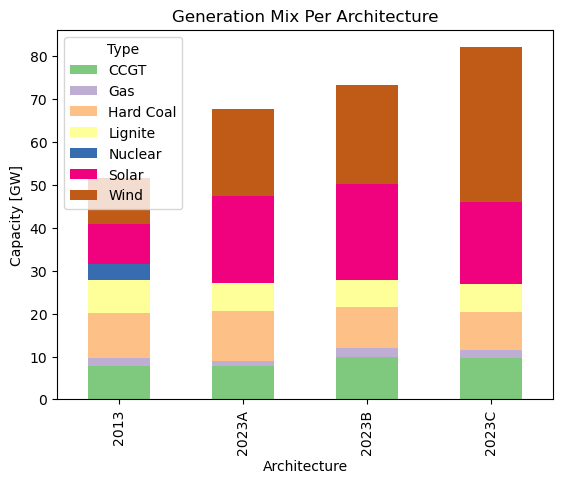 Generation Mix Per Architecture
Type
CCGT
Gas
Hard Coal
Lignite
Nuclear
Solar
Wind
Capacity [GW]
80
70
60
50
40
30
20
10
0
2013
2023A
2023B
2023C
Architecture